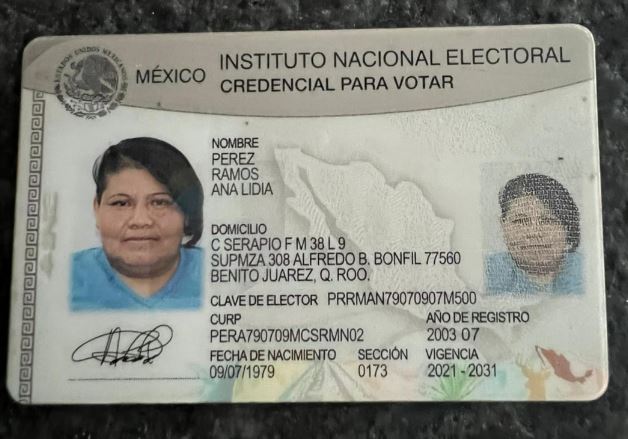 MÉXICO
INSTITUTO NACIONAL ELECTORAL
CREDENCIAL PARA VOTAR
NOMBRE
PEREZ
RAMOS
ANA LIDIA
DOMICILIO
C SERAPIO F M 38 L 9
SUPMZA 308 ALFREDO B. BONFIL 77560
BENITO JUAREZ, Q. ROO.
CLAVE DE ELECTOR PRRMAN79070907M500
CURP AÑO DE REGISTRO
PERA790709MCSRMN02 2003 07
FECHA DE NACIMIENTO SECCIÓN VIGENCIA
09/07/1979 0173 2021 - 2031